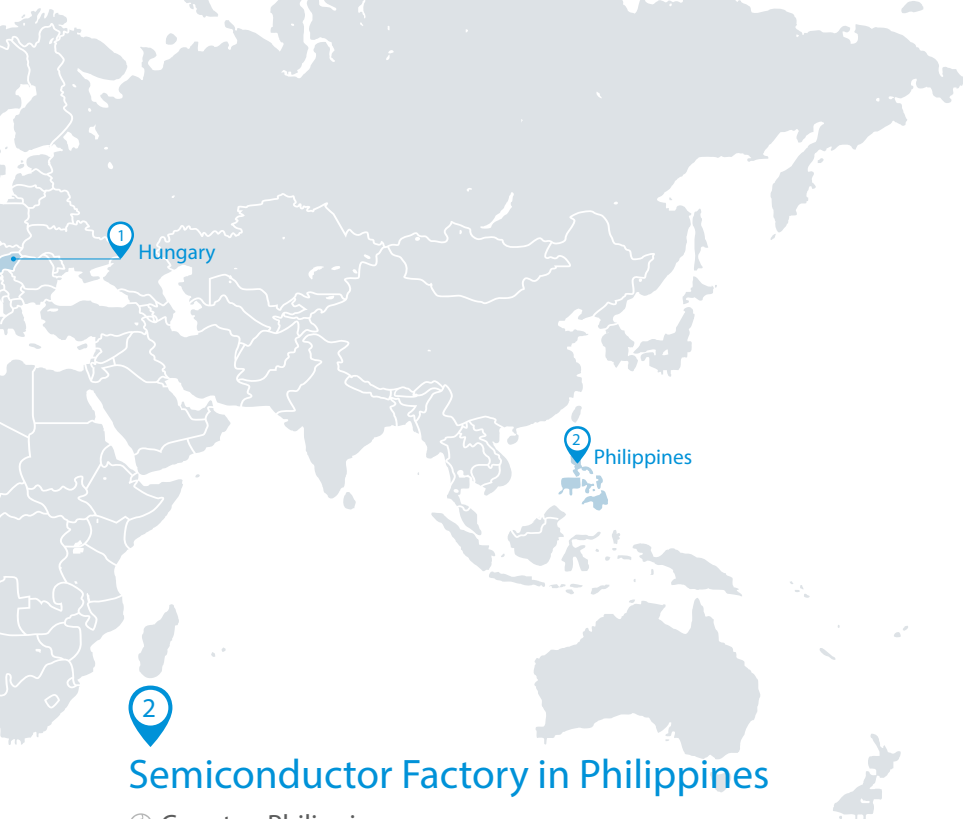 1
Hungary
2
Philippines
2
Semiconductor Factory in Philippines